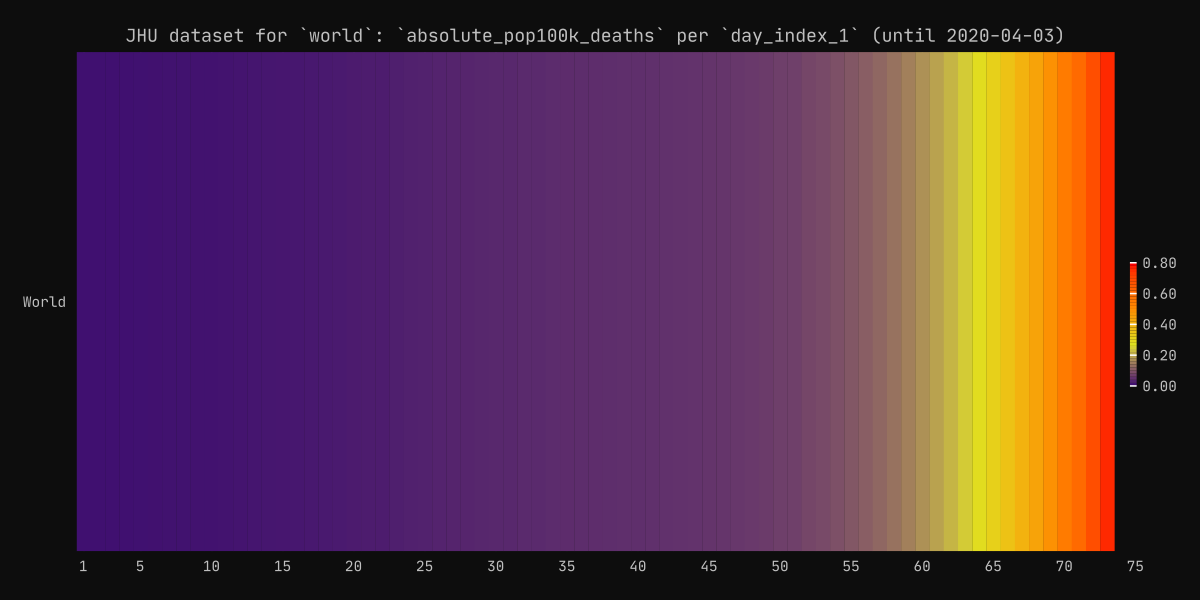 JHU dataset for `world`: `absolute_pop100k_deaths` per `day_index_1` (until 2020-04-03)
0.80
0.60
World
0.40
0.20
0.00
1 5 10 15 20 25 30 35 40 45 50 55 60 65 70 75